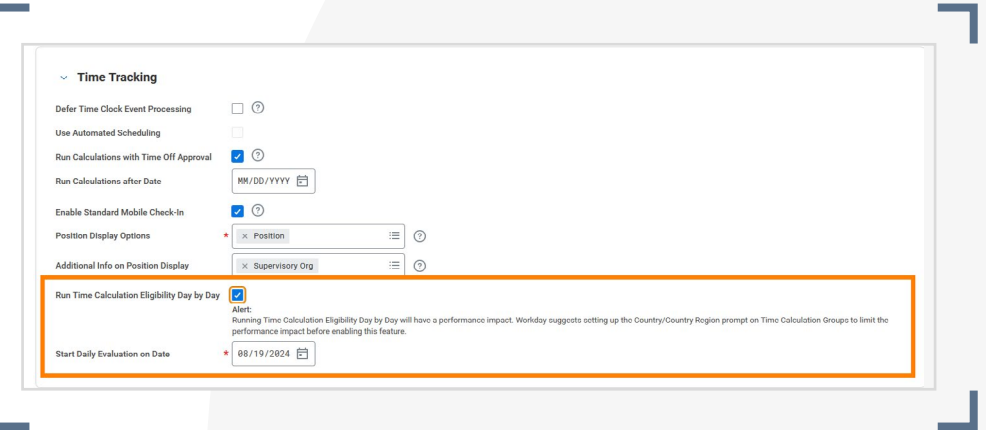 Time Tracking
Defer Time Clock Event Processing
Use Automated Scheduling
Run Calculations with Time Off Approval
Run Calculations after Date MM/DD/YYYY
Enable Standard Mobile Check-In
Position Display Options * × Position
Additional Info on Position Display × Supervisory Org
Run Time Calculation Eligibility Day by Day
Alert:
Running Time Calculation Eligibility Day by Day will have a performance impact. Workday suggests setting up the Country/Country Region prompt on Time Calculation Groups to limit the
performance impact before enabling this feature.
Start Daily Evaluation on Date * 08/19/2024